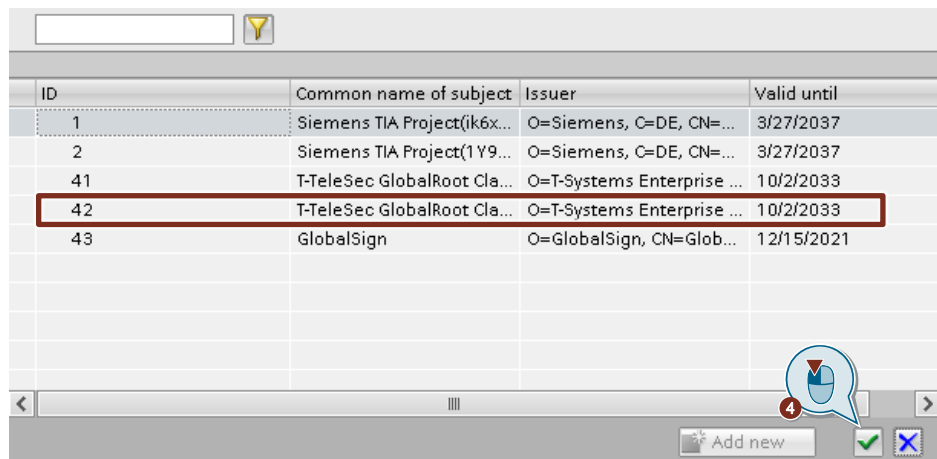 ID Common name of subject Issuer Valid until
1 Siemens TIA Project(ik6x... O=Siemens, C=DE, CN=... 3/27/2037
2 Siemens TIA Project(1Y9... O=Siemens, C=DE, CN=... 3/27/2037
41 T-TeleSec GlobalRoot Cla... O=T-Systems Enterprise ... 10/2/2033
42 T-TeleSec GlobalRoot Cla... O=T-Systems Enterprise ... 10/2/2033
43 GlobalSign O=GlobalSign, CN=Glob... 12/15/2021
4
Add new